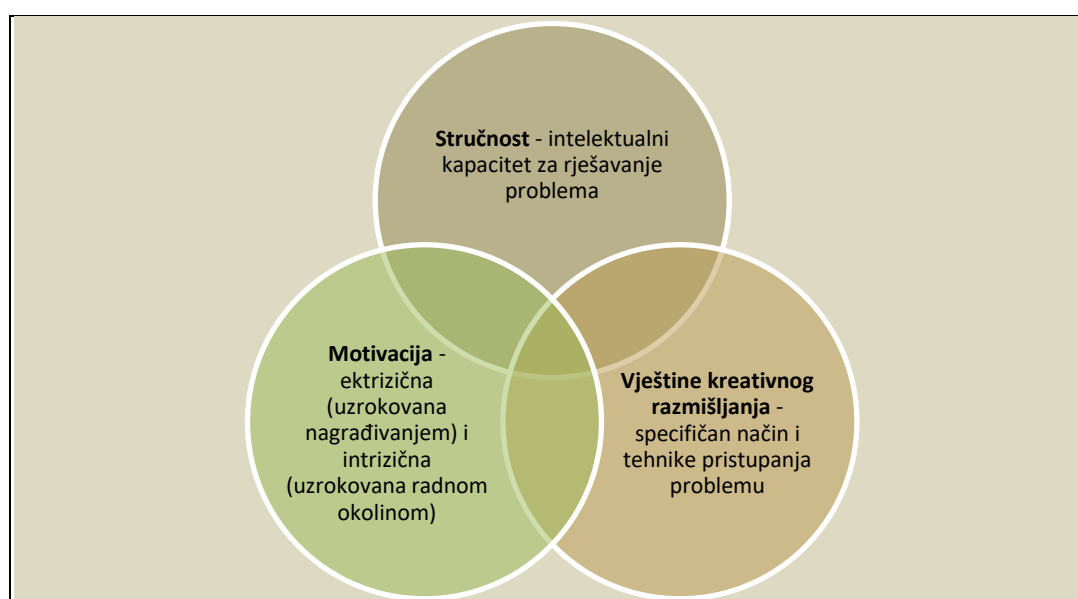 Stručnost - intelektualni
kapacitet za rješavanje
problema
Motivacija -
ektrizična
(uzrokovana
nagrađivanjem) i
intrizična
(uzrokovana radnom
okolinom)
Vještine kreativnog
razmišljanja -
specifičan način i
tehnike pristupanja
problemu